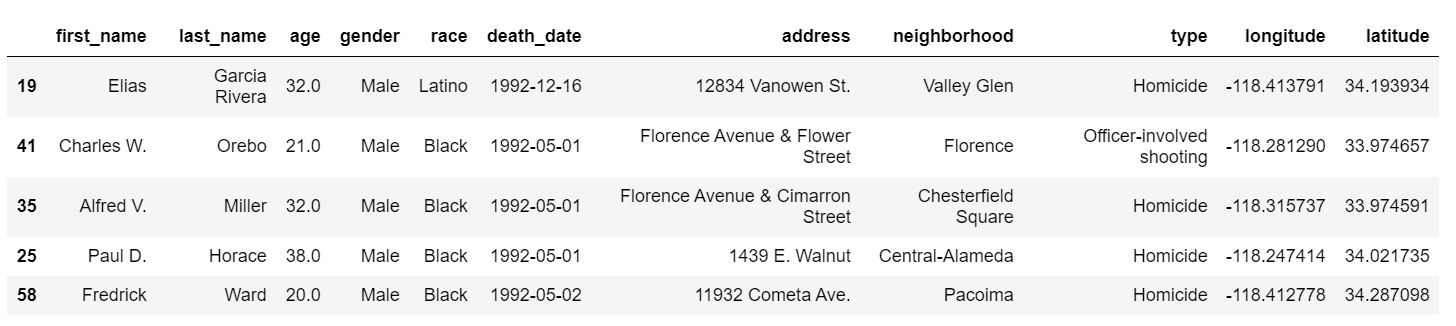 first_name last_name age gender race death_date address neighborhood type longitude latitude
19 Elias Garcia Rivera 32.0 Male Latino 1992-12-16 12834 Vanowen St. Valley Glen Homicide -118.413791 34.193934
41 Charles W. Orebo 21.0 Male Black 1992-05-01 Florence Avenue & Flower Street Florence Officer-involved shooting -118.281290 33.974657
35 Alfred V. Miller 32.0 Male Black 1992-05-01 Florence Avenue & Cimarron Street Chesterfield Square Homicide -118.315737 33.974591
25 Paul D. Horace 38.0 Male Black 1992-05-01 1439 E. Walnut Central-Alameda Homicide -118.247414 34.021735
58 Fredrick Ward 20.0 Male Black 1992-05-02 11932 Cometa Ave. Pacoima Homicide -118.412778 34.287098